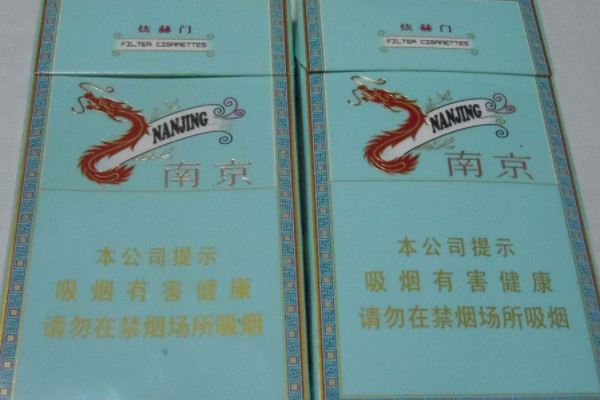 炫赫门
FILTER CIGARETTES
NANJING
南京
本公司提示
吸烟有害健康
请勿在禁烟场所吸烟
炫赫门
FILTER CIGARETTES
NANJING
南京
本公司提示
吸烟有害健康
请勿在禁烟场所吸烟